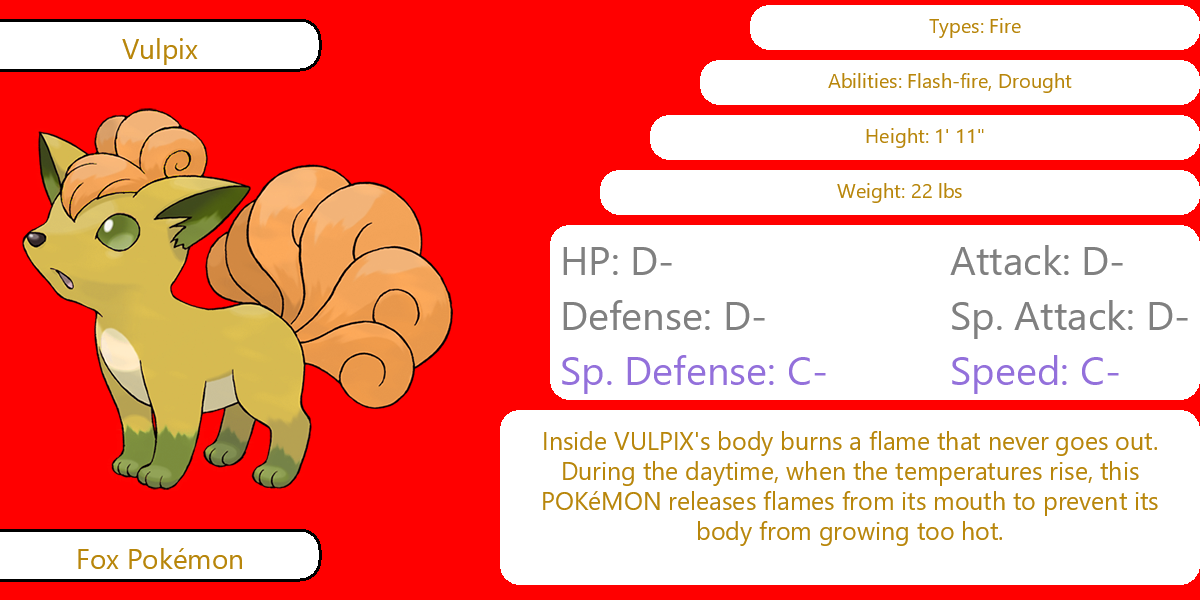 Vulpix
Types: Fire
Abilities: Flash-fire, Drought
Height: 1' 11"
Weight: 22 lbs
HP: D-
Attack: D-
Defense: D-
Sp. Attack: D-
Sp. Defense: C-
Speed: C-
Inside VULPIX's body burns a flame that never goes out.
During the daytime, when the temperatures rise, this
POKéMON releases flames from its mouth to prevent its
body from growing too hot.
Fox Pokémon